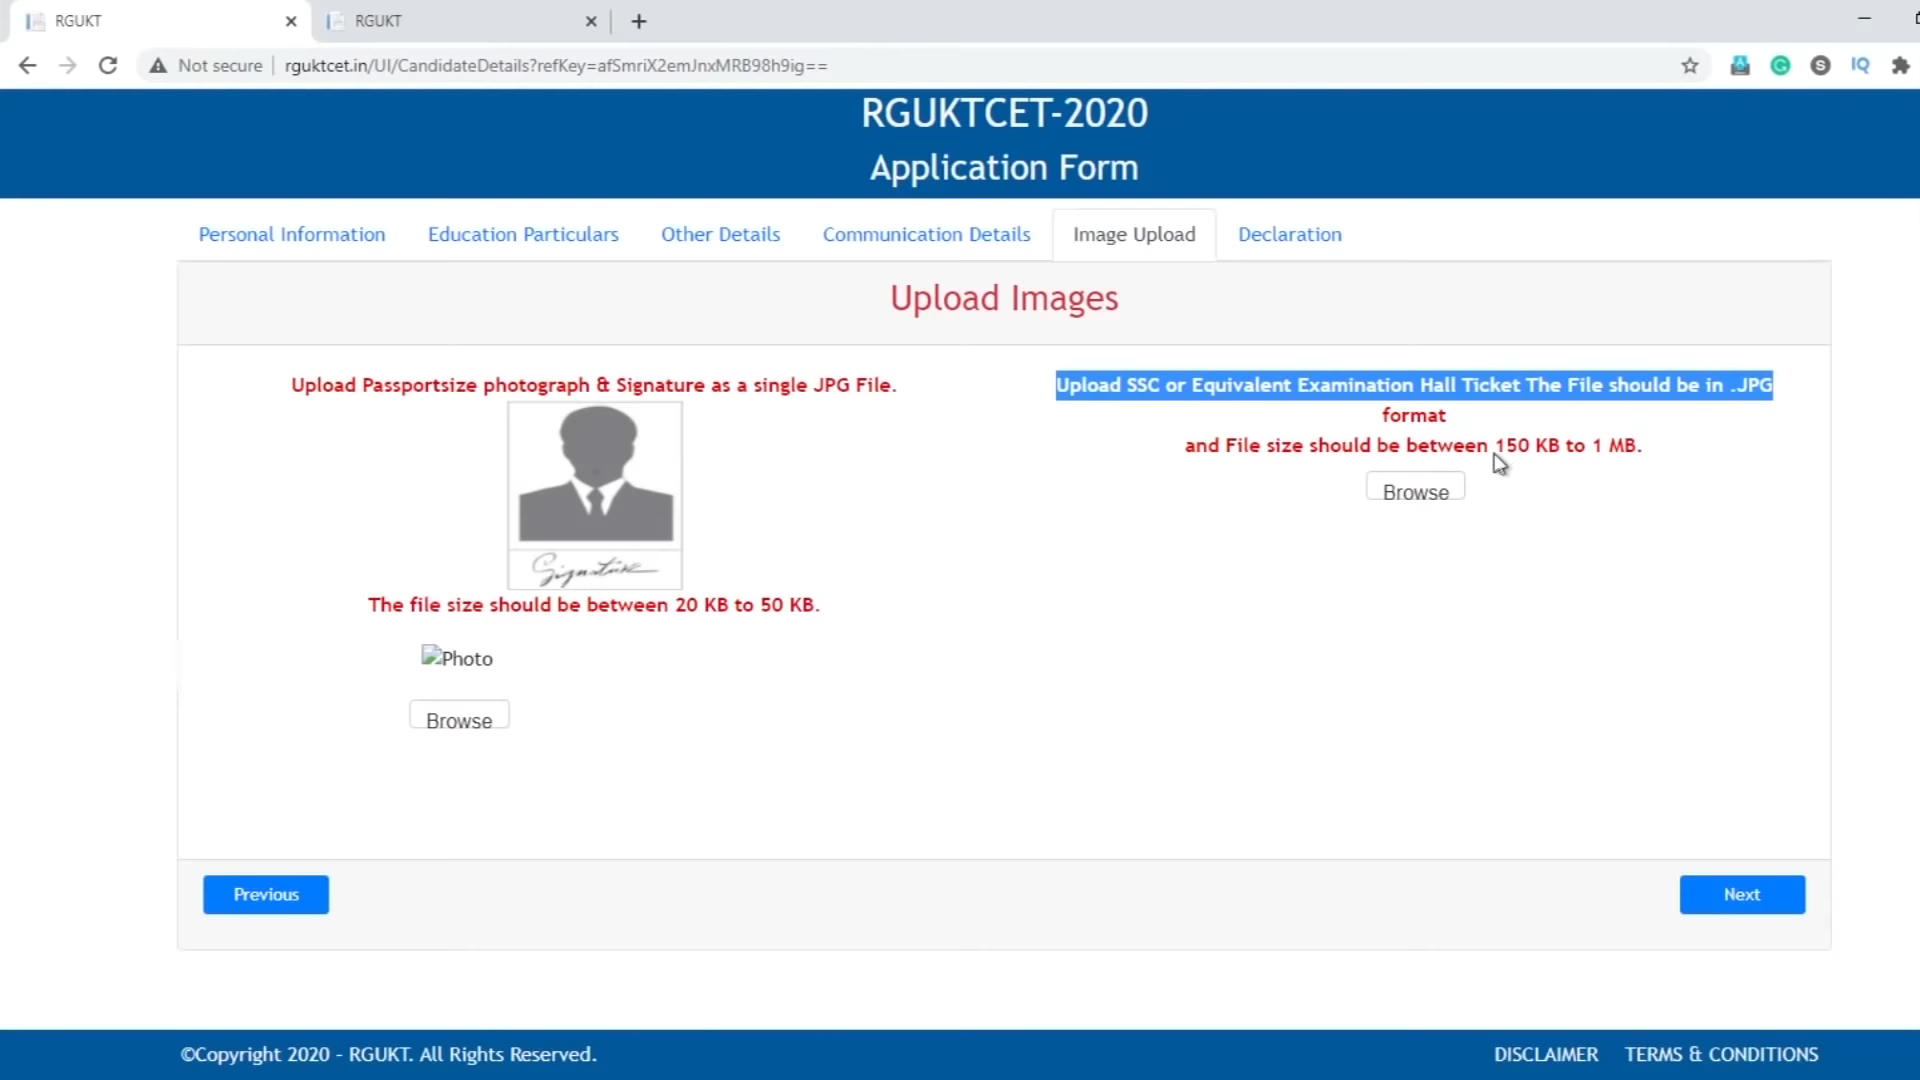 RGUKT
RGUKT
Not secure
rguktcet.in/UI/CandidateDetails?refKey=afSmriX2emJnxMRB98h9ig==
IQ
RGUKTCET-2020
Application Form
Personal Information
Education Particulars
Other Details
Communication Details
Image Upload
Declaration
Upload Images
Upload Passportsize photograph & Signature as a single JPG File.
Signature
The file size should be between 20 KB to 50 KB.
Photo
Browse
Upload SSC or Equivalent Examination Hall Ticket The File should be in .JPG
format
and File size should be between 150 KB to 1 MB.
Browse
Previous
Next
©Copyright 2020 - RGUKT. All Rights Reserved.
DISCLAIMER
TERMS & CONDITIONS